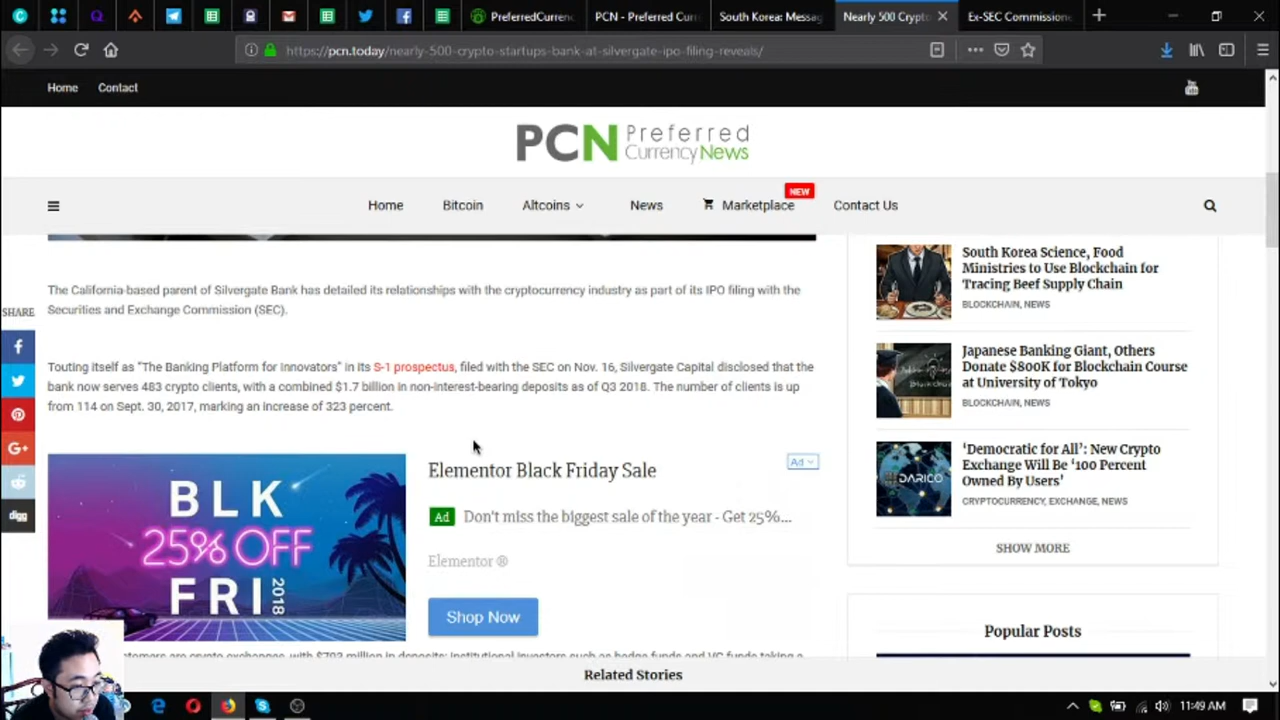 PreferredCurrenc
PCN - Preferred Curr
South Korea: Messag
Nearly 500 Crypto
Ex-SEC Commissione
https://pcn.today/nearly-500-crypto-startups-bank-at-silvergate-ipo-filing-reveals/
Home
Contact
PCN Preferred
Currency News
NEW
Home
Bitcoin
Altcoins
News
Marketplace
Contact Us
The California-based parent of Silvergate Bank has detailed its relationships with the cryptocurrency industry as part of its IPO filing with the
Securities and Exchange Commission (SEC).
SHARE
Touting itself as “The Banking Platform for Innovators” in its S-1 prospectus, filed with the SEC on Nov. 16, Silvergate Capital disclosed that the
bank now serves 483 crypto clients, with a combined $1.7 billion in non-interest-bearing deposits as of Q3 2018. The number of clients is up
from 114 on Sept. 30, 2017, marking an increase of 323 percent.
BLK
25% OFF
FRI 2018
Elementor Black Friday Sale
Ad
Ad Don't miss the biggest sale of the year - Get 25%...
Elementor ®
Shop Now
digg
South Korea Science, Food
Ministries to Use Blockchain for
Tracing Beef Supply Chain
BLOCKCHAIN, NEWS
Japanese Banking Giant, Others
Donate $800K for Blockchain Course
at University of Tokyo
BLOCKCHAIN, NEWS
#DARICO
‘Democratic for All’: New Crypto
Exchange Will Be ‘100 Percent
Owned By Users’
CRYPTOCURRENCY, EXCHANGE, NEWS
SHOW MORE
Popular Posts
Related Stories
11:49 AM